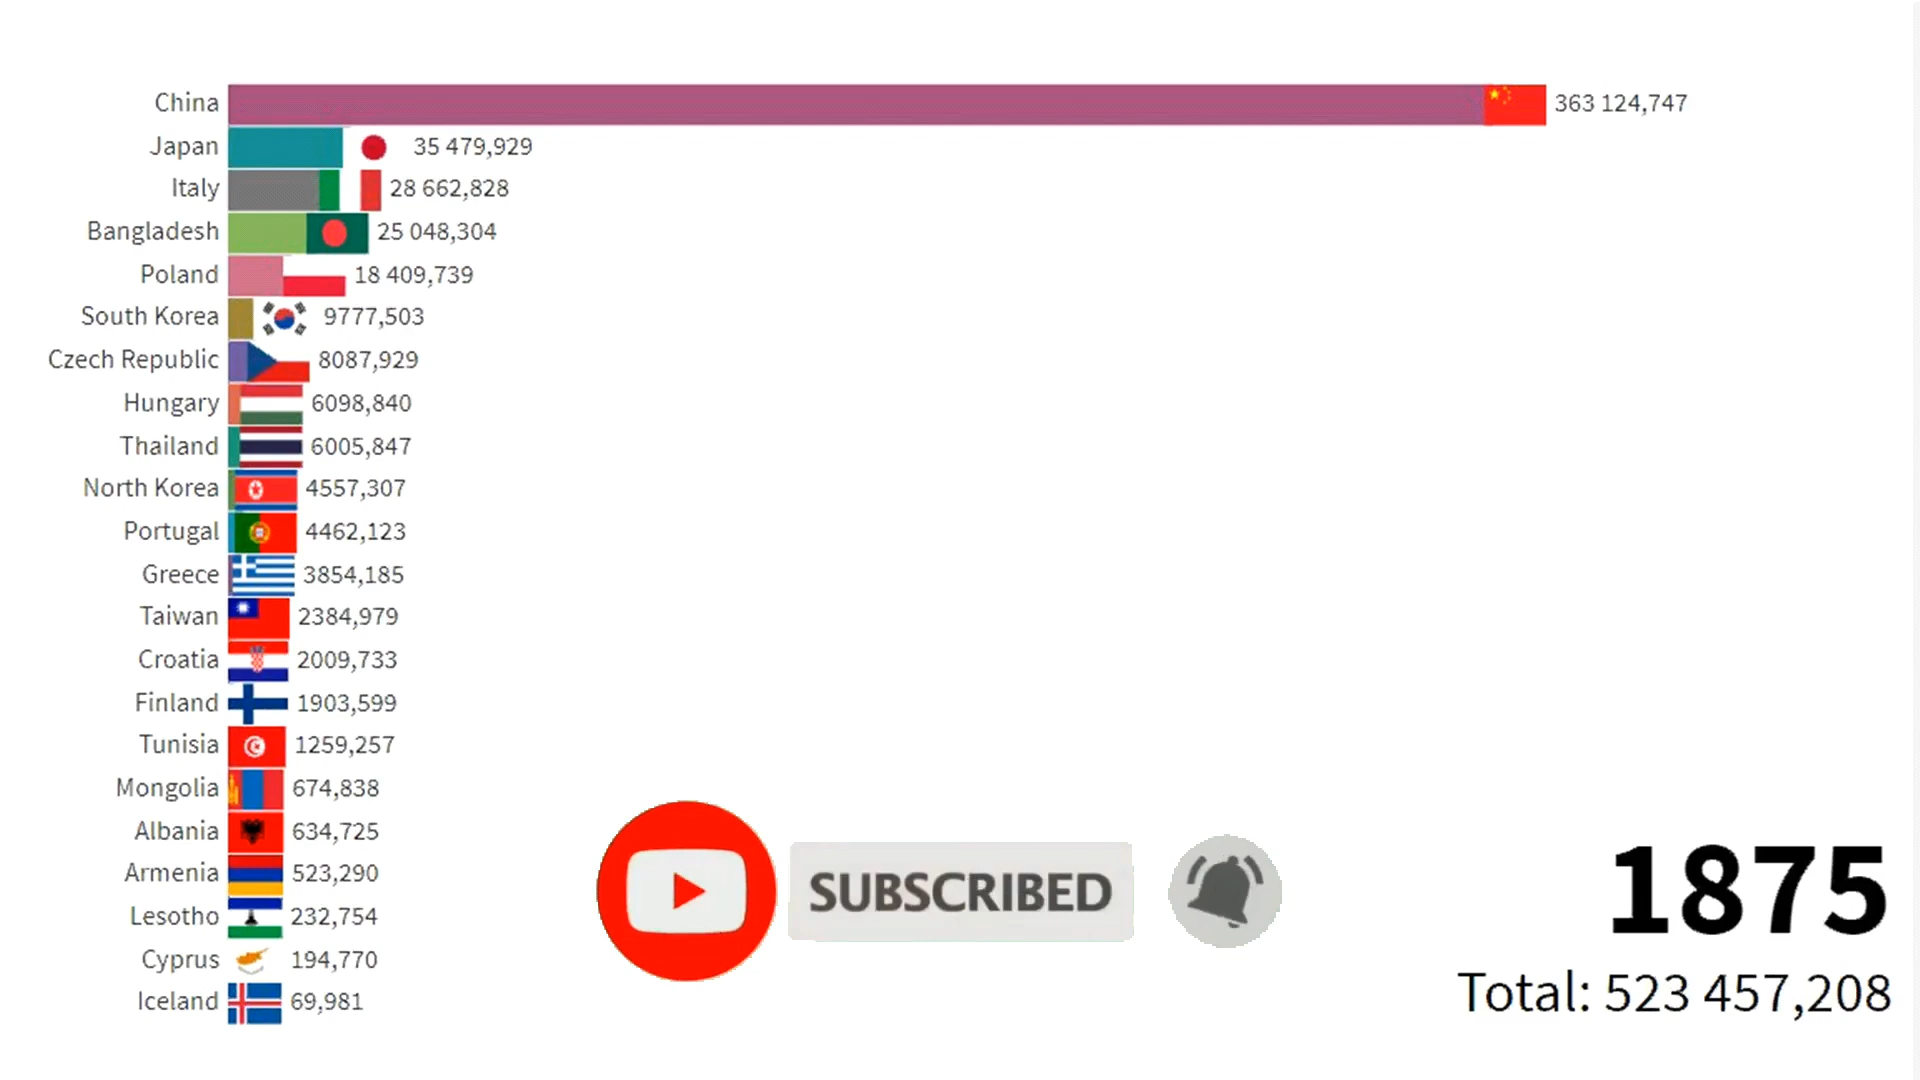 China 363 124,747
Japan 35 479,929
Italy 28 662,828
Bangladesh 25 048,304
Poland 18 409,739
South Korea 9777,503
Czech Republic 8087,929
Hungary 6098,840
Thailand 6005,847
North Korea 4557,307
Portugal 4462,123
Greece 3854,185
Taiwan 2384,979
Croatia 2009,733
Finland 1903,599
Tunisia 1259,257
Mongolia 674,838
Albania 634,725
Armenia 523,290
Lesotho 232,754
Cyprus 194,770
Iceland 69,981
SUBSCRIBED
1875
Total: 523 457,208